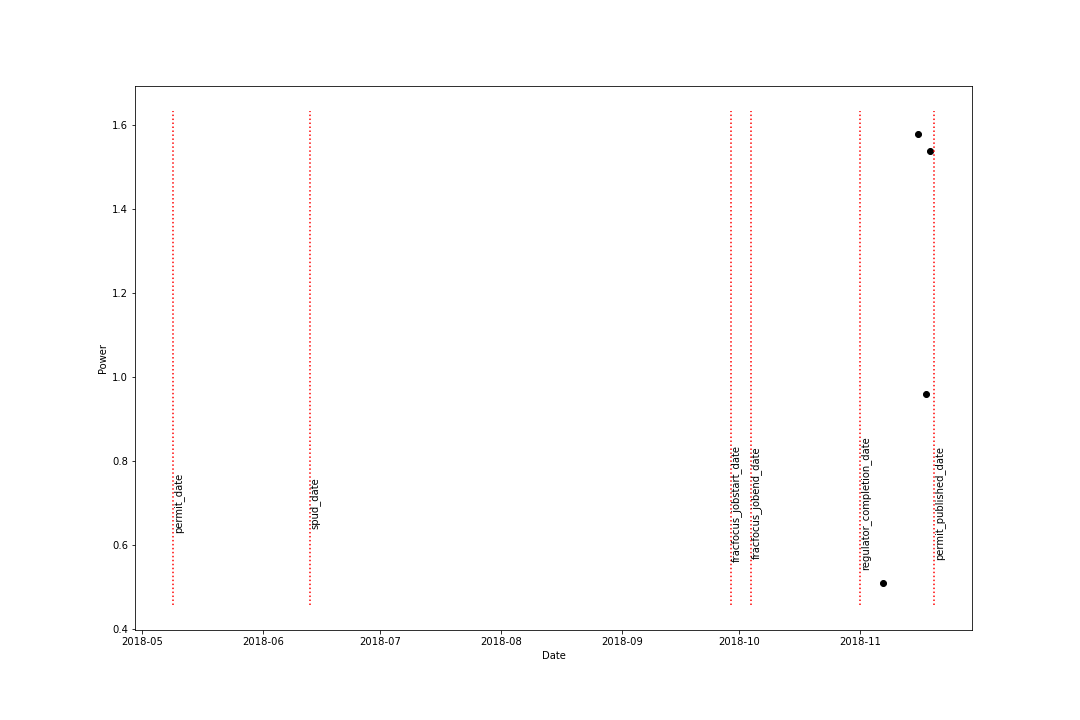 1.6
1.4
1.2
1.0
0.8
0.6
0.4
Power
permit_date
spud_date
fracfocus_jobstart_date
fracfocus_jobend_date
regulator_completion_date
permit_published_date
2018-05
2018-06
2018-07
2018-08
2018-09
2018-10
2018-11
Date